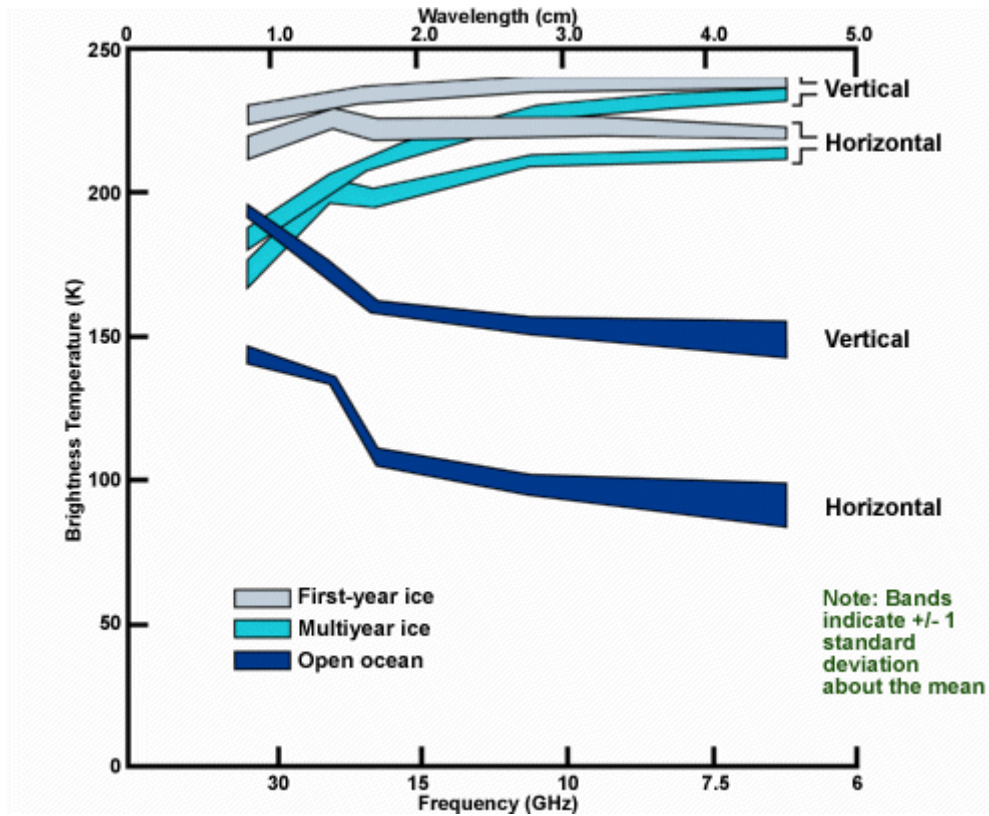 Wavelength (cm)
0 1.0 2.0 3.0 4.0 5.0
250
200
150
100
50
0
Brightness Temperature (K)
Vertical
Horizontal
Vertical
Horizontal
First-year ice
Multiyear ice
Open ocean
Note: Bands
indicate +/- 1
standard
deviation
about the mean
30 15 10 7.5 6
Frequency (GHz)